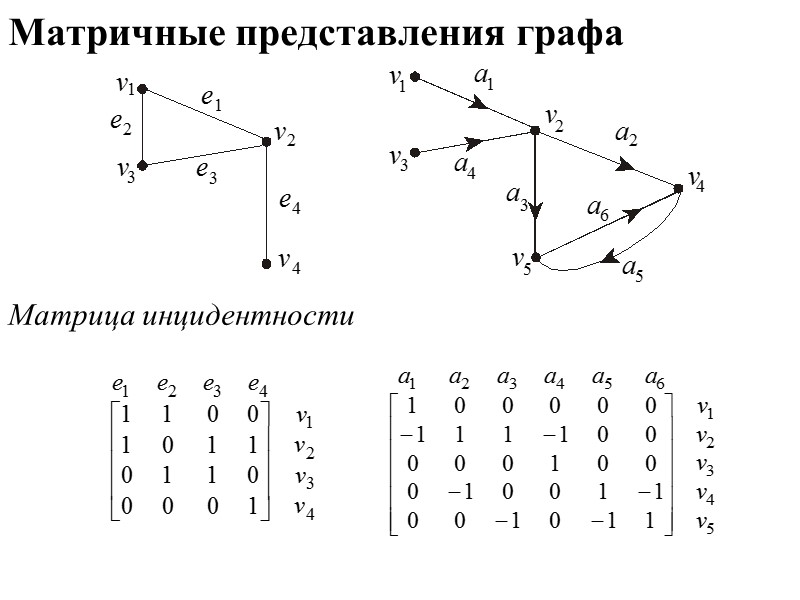 Матричные представления графа
v1 e1 e2 v2 v3 e3 e4 v4
v1 a1 v2 a2 v3 a4 v4 a3 a6 v5 a5
Матрица инцидентности
e1 e2 e3 e4
1 1 0 0 v1
1 0 1 1 v2
0 1 1 0 v3
0 0 0 1 v4
a1 a2 a3 a4 a5 a6
1 0 0 0 0 0 v1
−1 1 1 −1 0 0 v2
0 0 0 1 0 0 v3
0 −1 0 0 1 −1 v4
0 0 −1 0 −1 1 v5